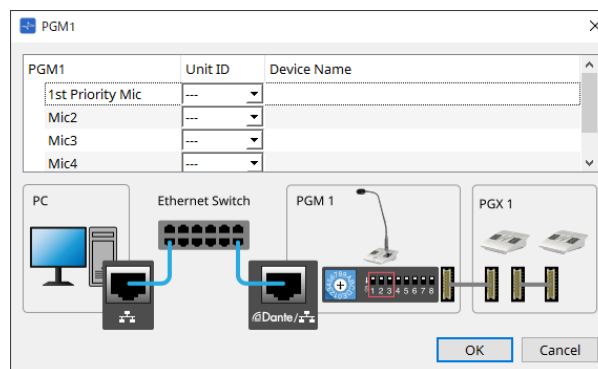 PGM1
PGM1 Unit ID Device Name
1st Priority Mic ---
Mic2 ---
Mic3 ---
Mic4 ---
PC Ethernet Switch PGM 1 PGX 1
Dante/
1 2 3 4 5 6 7 8
OK Cancel